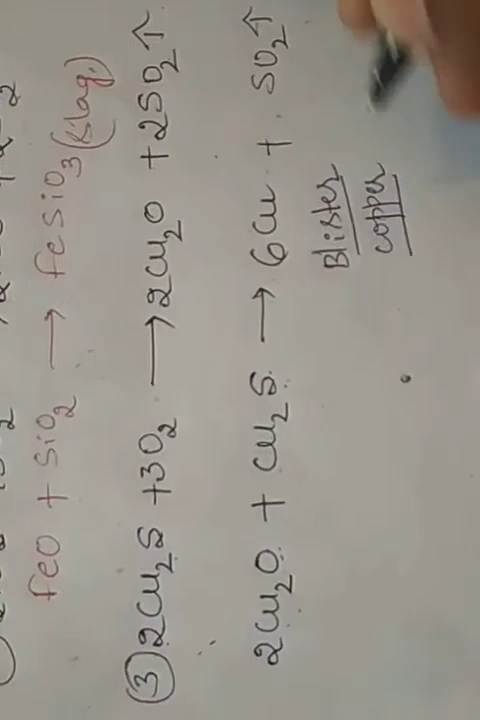 FeO + SiO2 → FeSiO3 (slag)
③ 2Cu2S + 3O2 → 2Cu2O + 2SO2↑
2Cu2O + Cu2S → 6Cu + SO2↑
Blister
copper